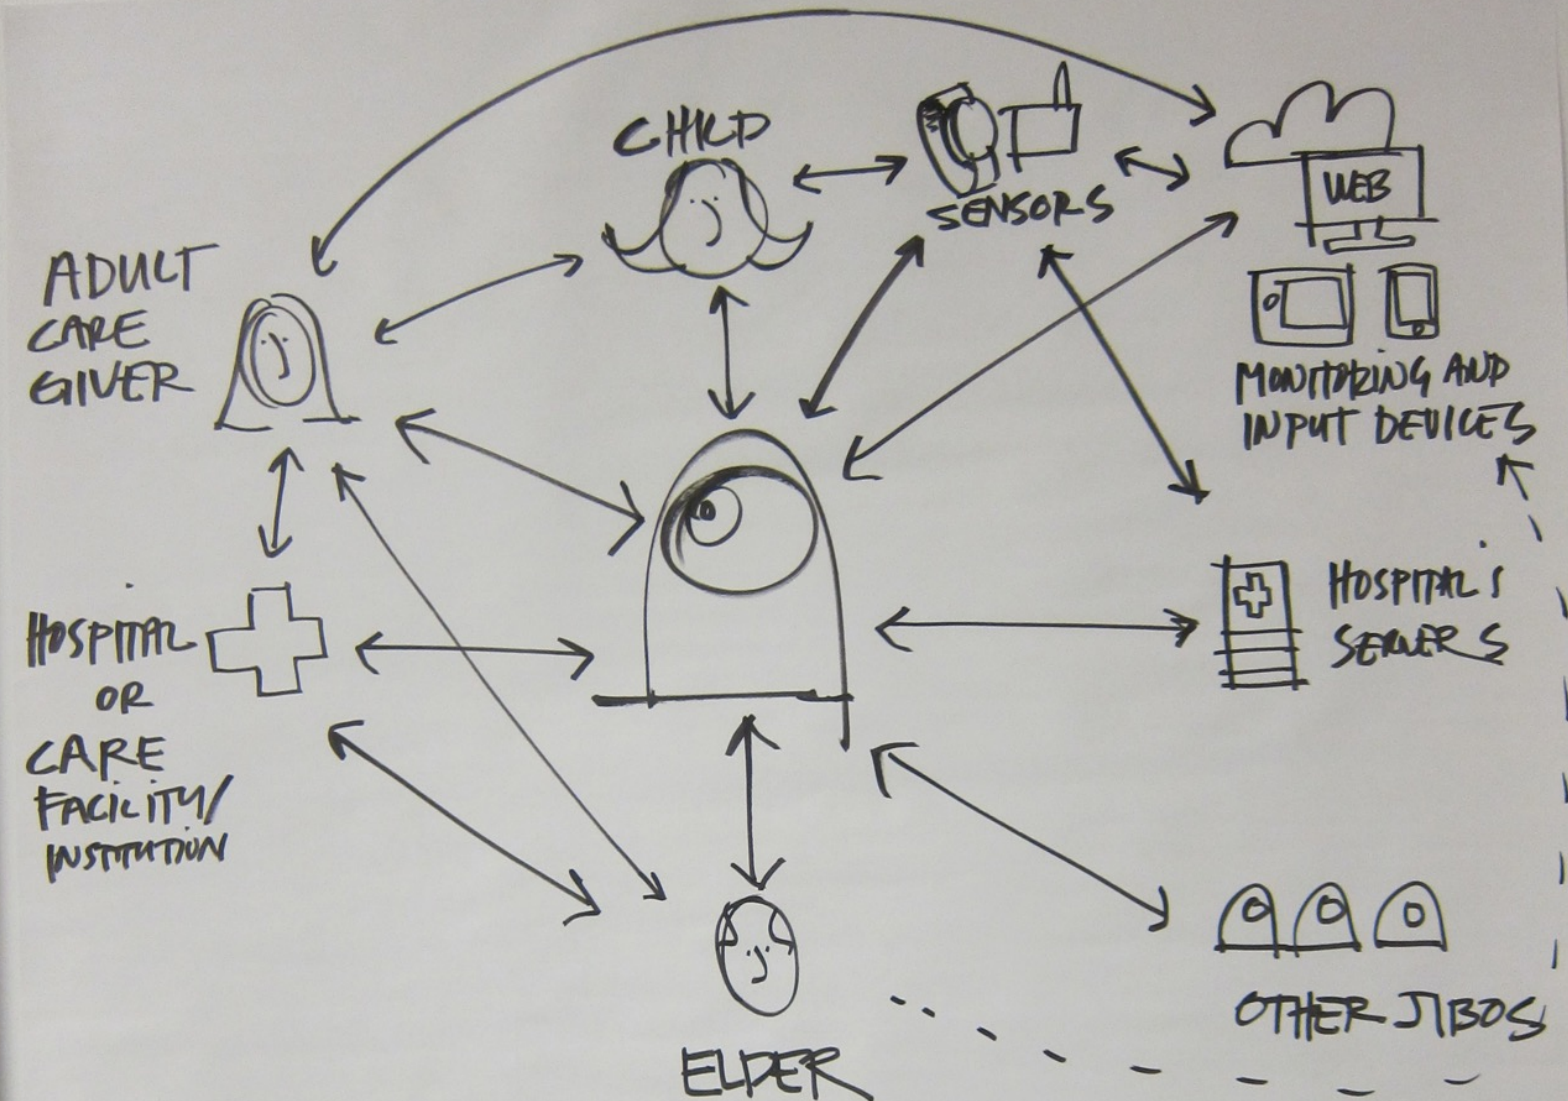 CHILD
SENSORS
WEB
ADULT
CARE
GIVER
MONITORING AND
INPUT DEVICES
HOSPITAL
OR
CARE
FACILITY/
INSTITUTION
HOSPITAL'S
SERVERS
OTHER JIBOS
ELDER